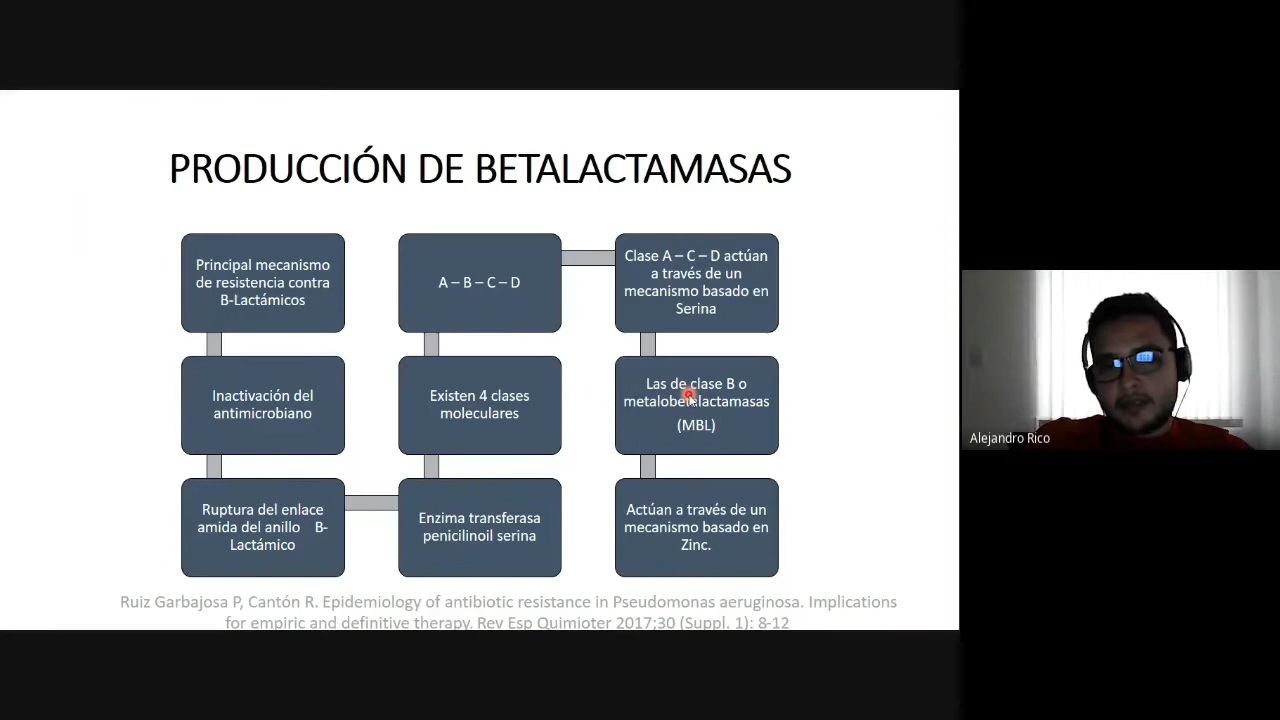 PRODUCCIÓN DE BETALACTAMASAS
Principal mecanismo
de resistencia contra
B-Lactámicos
Inactivación del
antimicrobiano
Ruptura del enlace
amida del anillo B-
Lactámico
Enzima transferasa
penicilinoil serina
Existen 4 clases
moleculares
A – B – C – D
Clase A – C – D actúan
a través de un
mecanismo basado en
Serina
Las de clase B o
metalobetalactamasas
(MBL)
Actúan a través de un
mecanismo basado en
Zinc.
Ruiz Garbajosa P, Cantón R. Epidemiology of antibiotic resistance in Pseudomonas aeruginosa. Implications
for empiric and definitive therapy. Rev Esp Quimioter 2017;30 (Suppl. 1): 8-12
Alejandro Rico